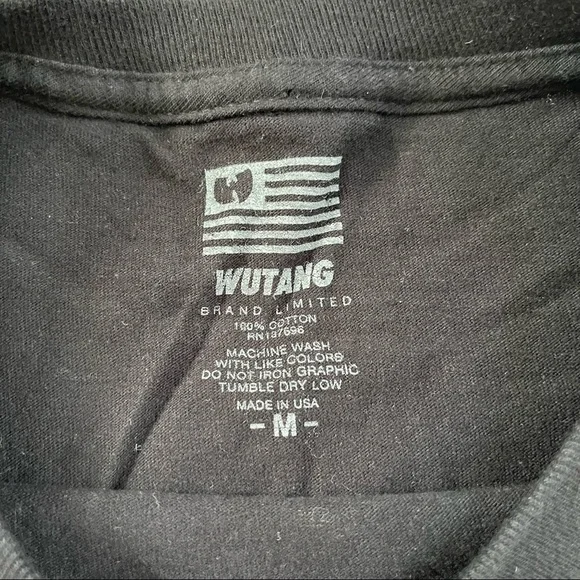 W
WUTANG
BRAND LIMITED
100% COTTON
RN137696
MACHINE WASH
WITH LIKE COLORS
DO NOT IRON GRAPHIC
TUMBLE DRY LOW
MADE IN USA
- M -